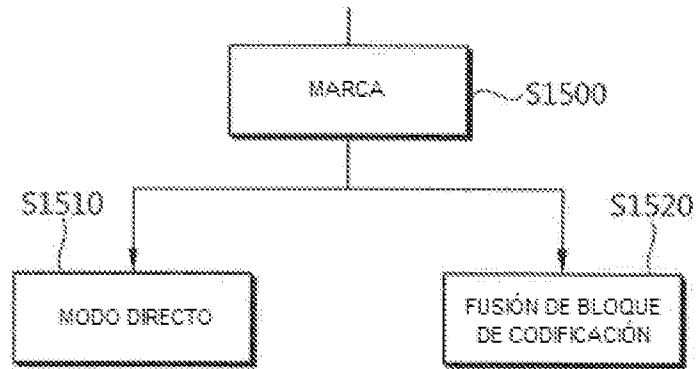 MARCA
S1500
S1510
S1520
MODO DIRECTO
FUSIÓN DE BLOQUE
DE CODIFICACIÓN